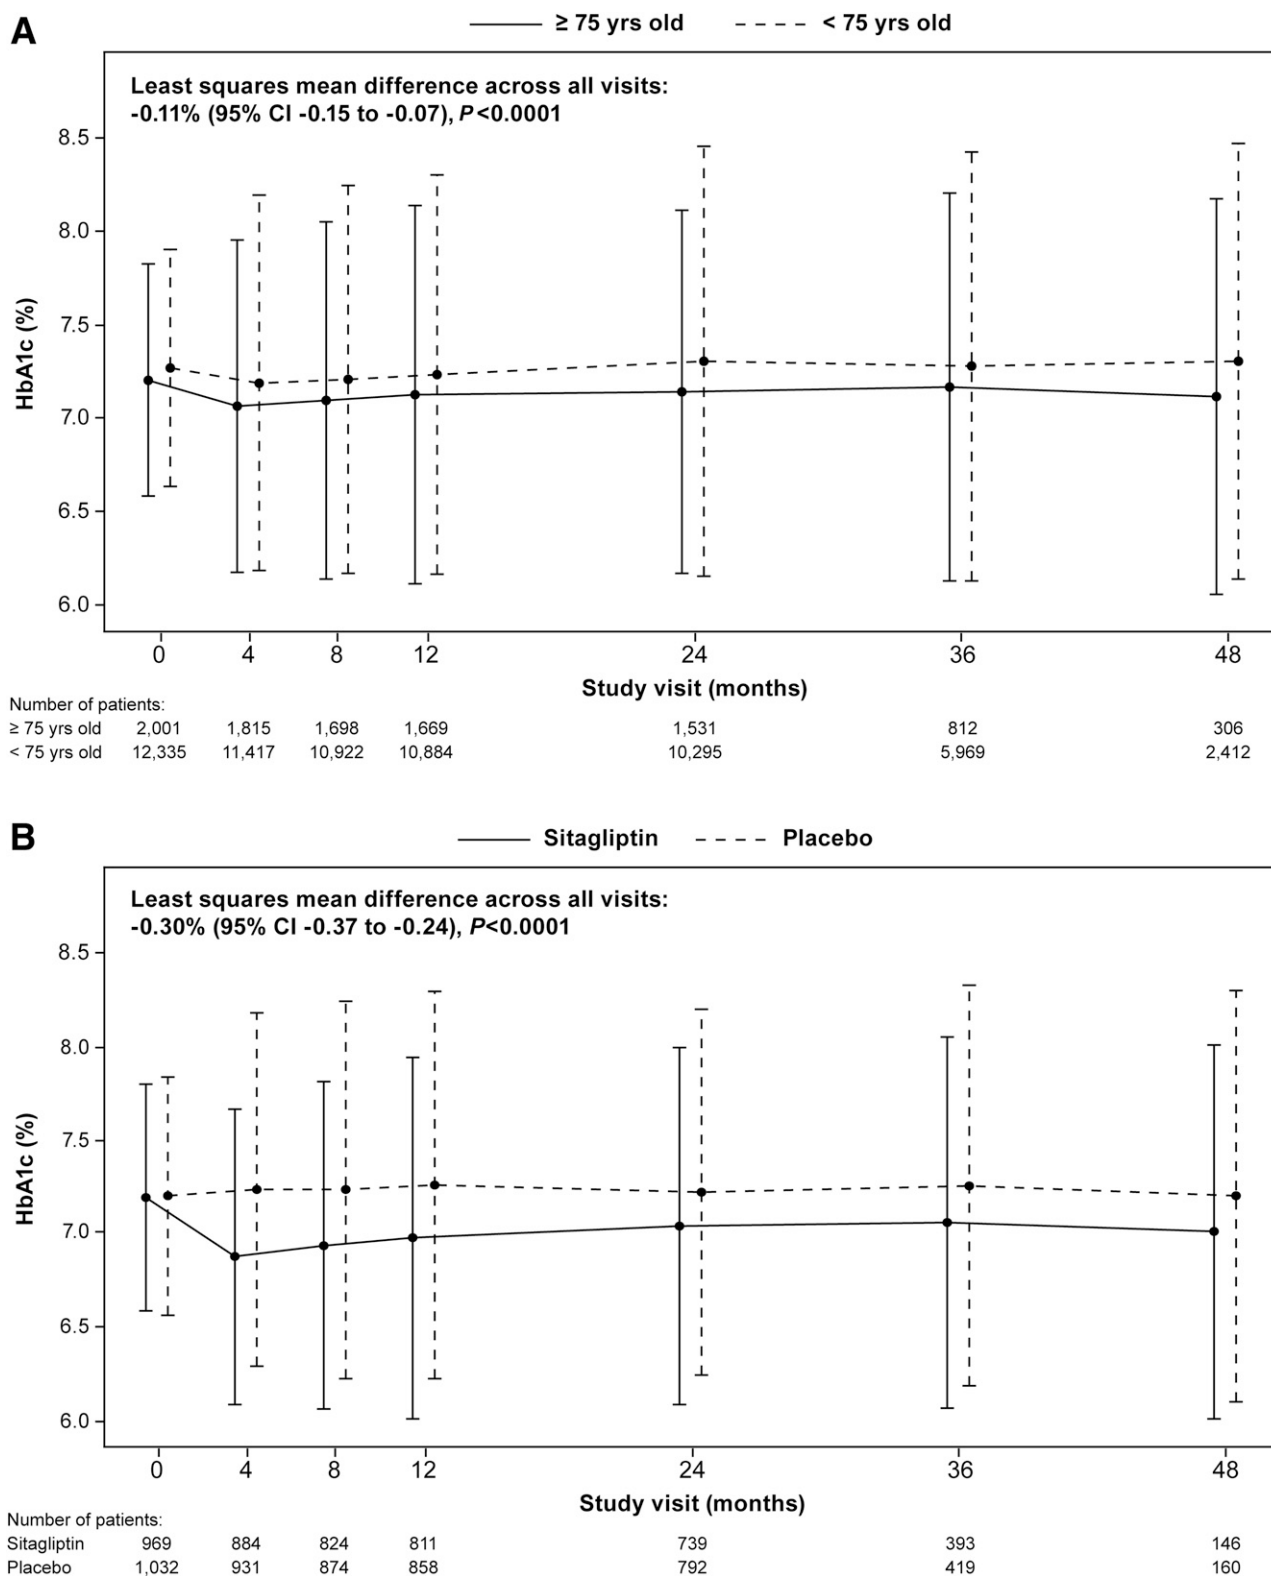 A
≥ 75 yrs old < 75 yrs old
Least squares mean difference across all visits:
-0.11% (95% CI -0.15 to -0.07), P<0.0001
8.5
8.0
7.5
7.0
6.5
6.0
HbA1c (%)
0 4 8 12 24 36 48
Study visit (months)
Number of patients:
≥ 75 yrs old 2,001 1,815 1,698 1,669 1,531 812 306
< 75 yrs old 12,335 11,417 10,922 10,884 10,295 5,969 2,412
B
Sitagliptin Placebo
Least squares mean difference across all visits:
-0.30% (95% CI -0.37 to -0.24), P<0.0001
8.5
8.0
7.5
7.0
6.5
6.0
HbA1c (%)
0 4 8 12 24 36 48
Study visit (months)
Number of patients:
Sitagliptin 969 884 824 811 739 393 146
Placebo 1,032 931 874 858 792 419 160